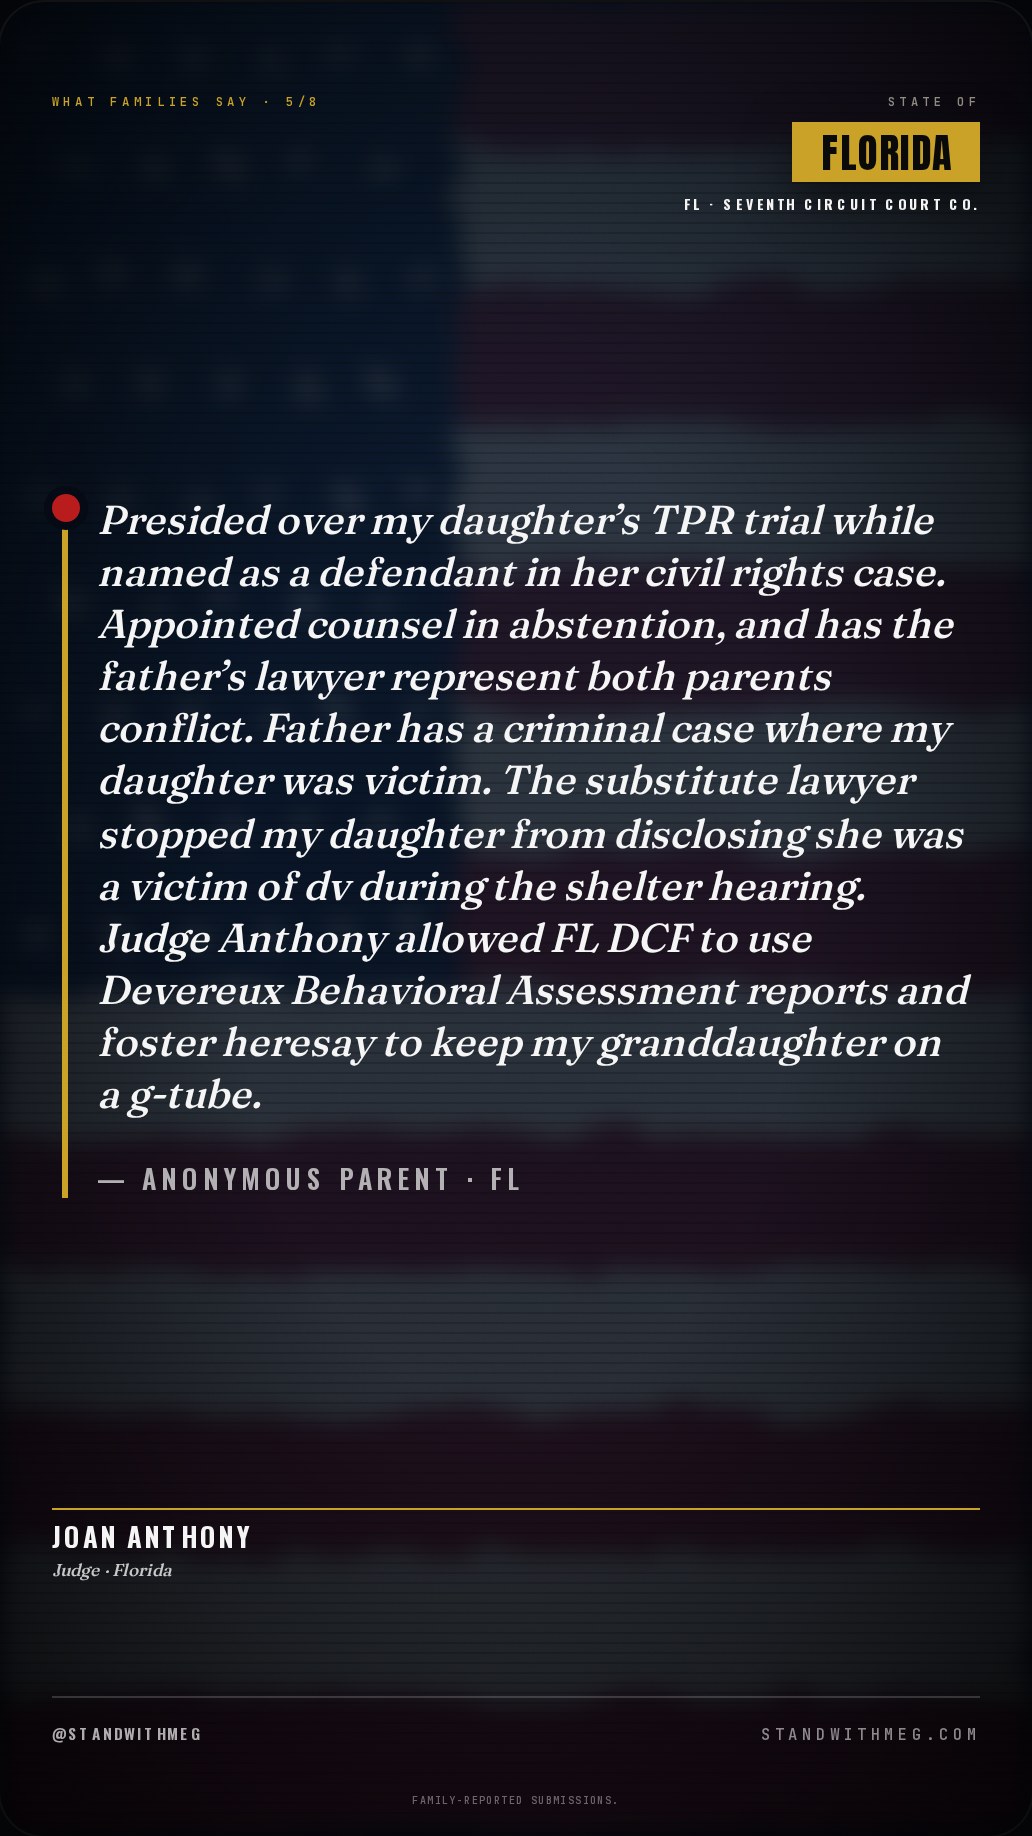 WHAT FAMILIES SAY · 5/8
STATE OF
FLORIDA
FL · SEVENTH CIRCUIT COURT CO.
Presided over my daughter’s TPR trial while
named as a defendant in her civil rights case.
Appointed counsel in abstention, and has the
father’s lawyer represent both parents
conflict. Father has a criminal case where my
daughter was victim. The substitute lawyer
stopped my daughter from disclosing she was
a victim of dv during the shelter hearing.
Judge Anthony allowed FL DCF to use
Devereux Behavioral Assessment reports and
foster heresay to keep my granddaughter on
a g-tube.
— ANONYMOUS PARENT · FL
JOAN ANTHONY
Judge · Florida
@STANDWITHMEG
STANDWITHMEG.COM
FAMILY-REPORTED SUBMISSIONS.